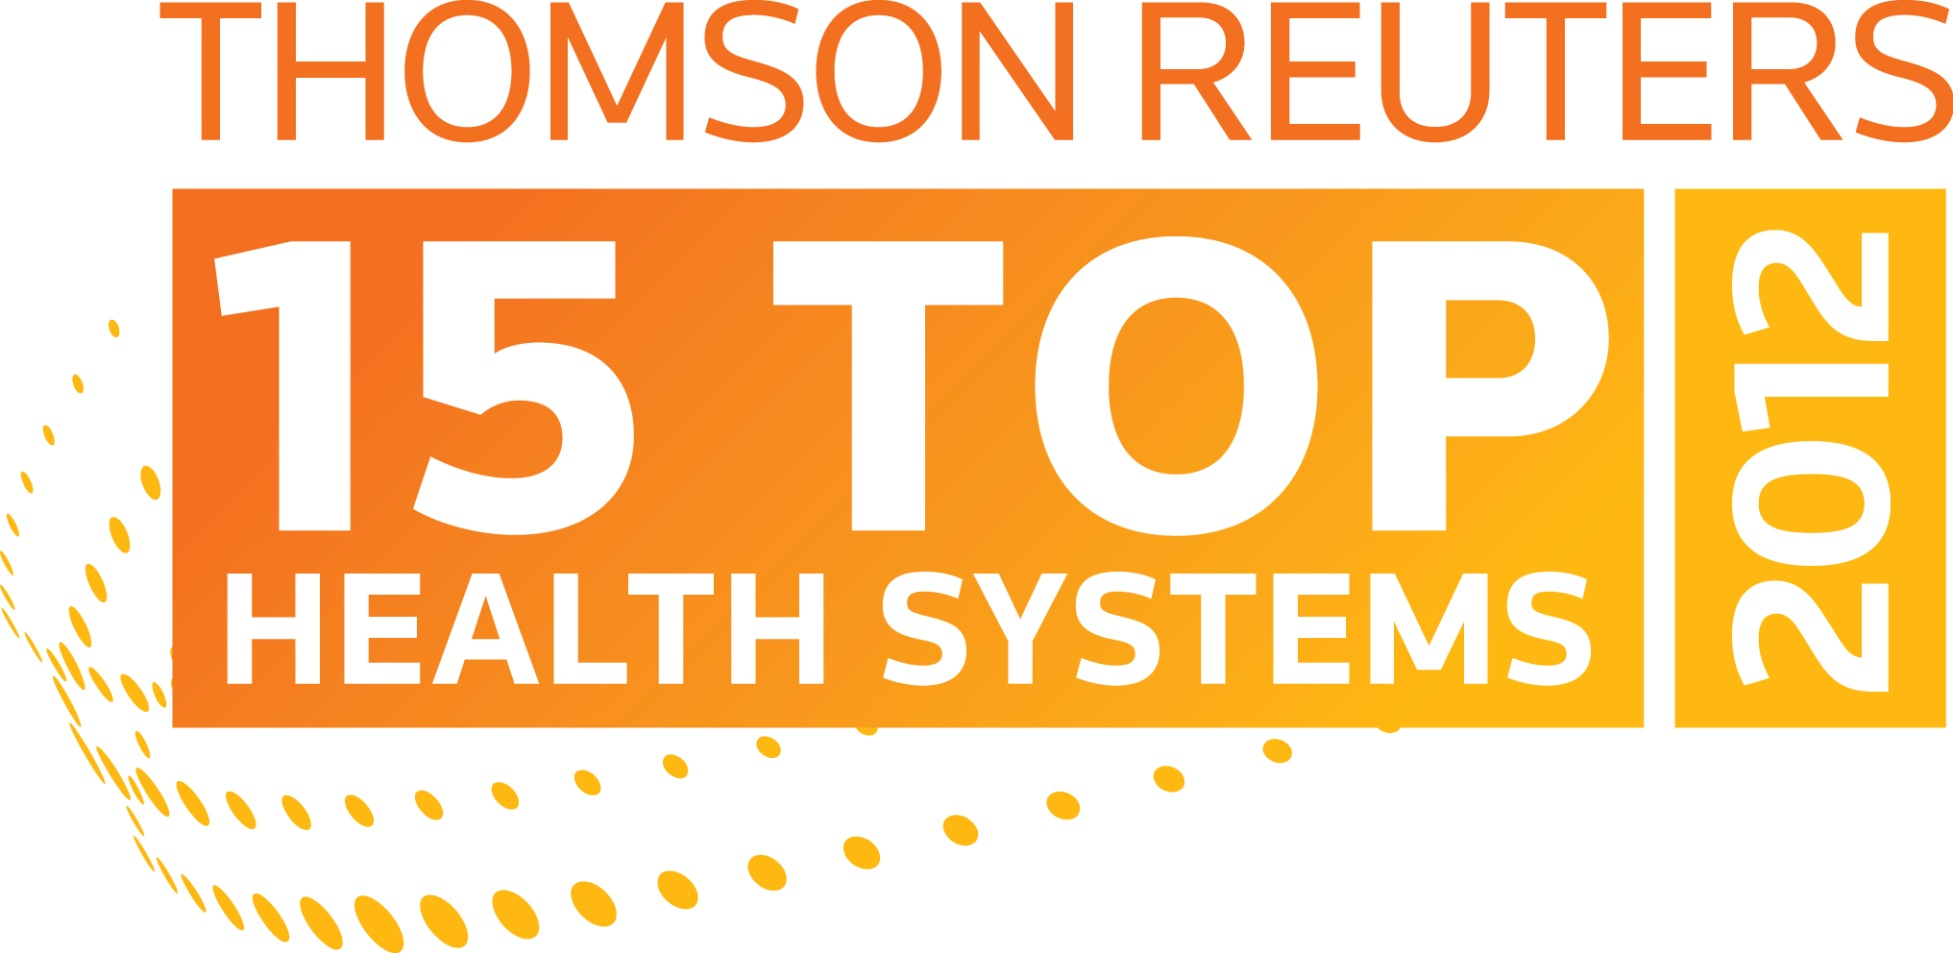 THOMSON REUTERS
15 TOP
HEALTH SYSTEMS
2012